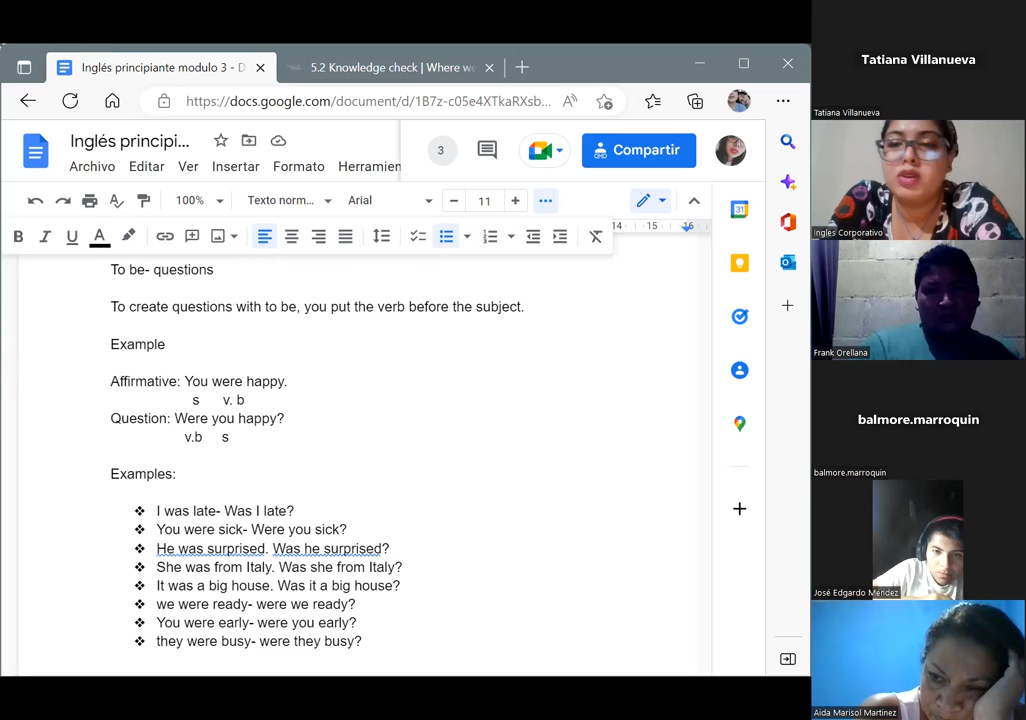 Inglés principiante modulo 3 - D
5.2 Knowledge check | Where we
https://docs.google.com/document/d/1B7z-c05e4XTkaRXsb...
Inglés principi...
Archivo Editar Ver Insertar Formato Herramien
3
Compartir
100% Texto norm... Arial 11
14 15 16
To be- questions
To create questions with to be, you put the verb before the subject.
Example
Affirmative: You were happy.
s v. b
Question: Were you happy?
v.b s
Examples:
❖ I was late- Was I late?
❖ You were sick- Were you sick?
❖ He was surprised. Was he surprised?
❖ She was from Italy. Was she from Italy?
❖ It was a big house. Was it a big house?
❖ we were ready- were we ready?
❖ You were early- were you early?
❖ they were busy- were they busy?
Tatiana Villanueva
Tatiana Villanueva
Ingles Corporativo
Frank Orellana
balmore.marroquin
balmore.marroquin
José Edgardo Méndez
Aida Marisol Martinez